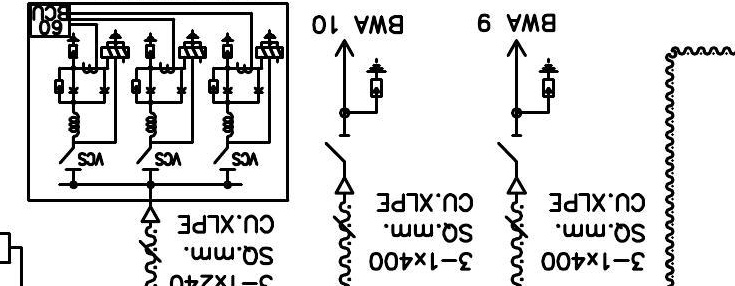 3-1x400
SQ.mm.
CU.XLPE
3-1x400
SQ.mm.
CU.XLPE
3-1x240
SQ.mm.
CU.XLPE
VCS
VCS
VCS
BWA 9
BWA 10
60
BCU